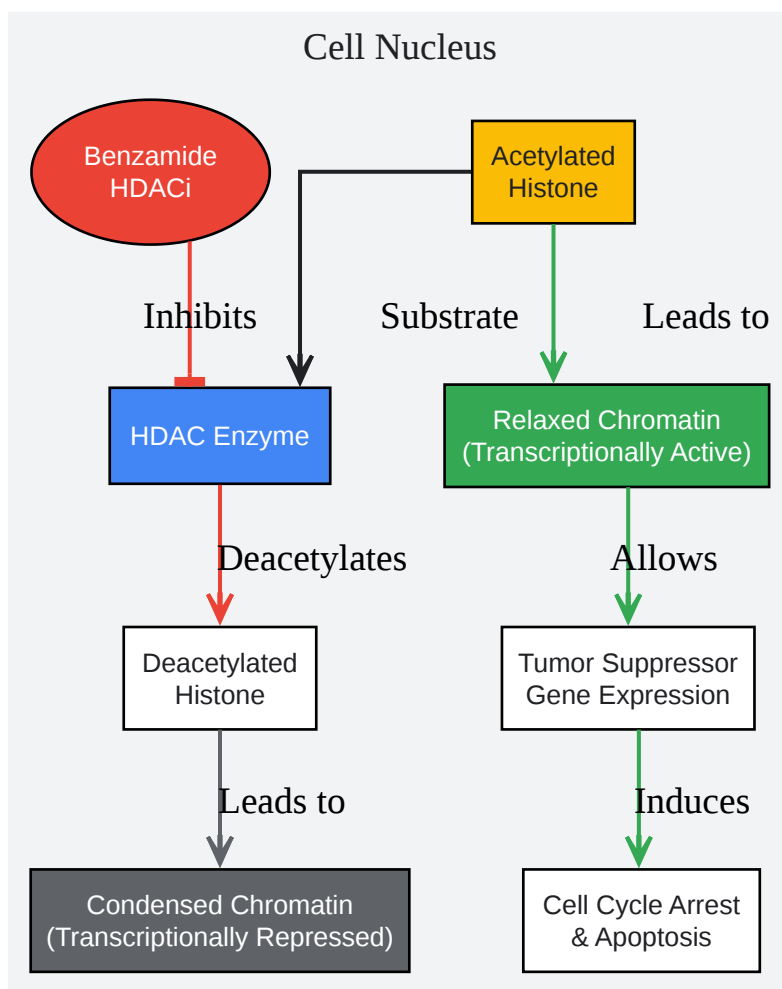 Cell Nucleus
Benzamide
HDACi
Acetylated
Histone
Inhibits
Substrate
Leads to
HDAC Enzyme
Relaxed Chromatin
(Transcriptionally Active)
Deacetylates
Allows
Deacetylated
Histone
Tumor Suppressor
Gene Expression
Leads to
Induces
Condensed Chromatin
(Transcriptionally Repressed)
Cell Cycle Arrest
& Apoptosis